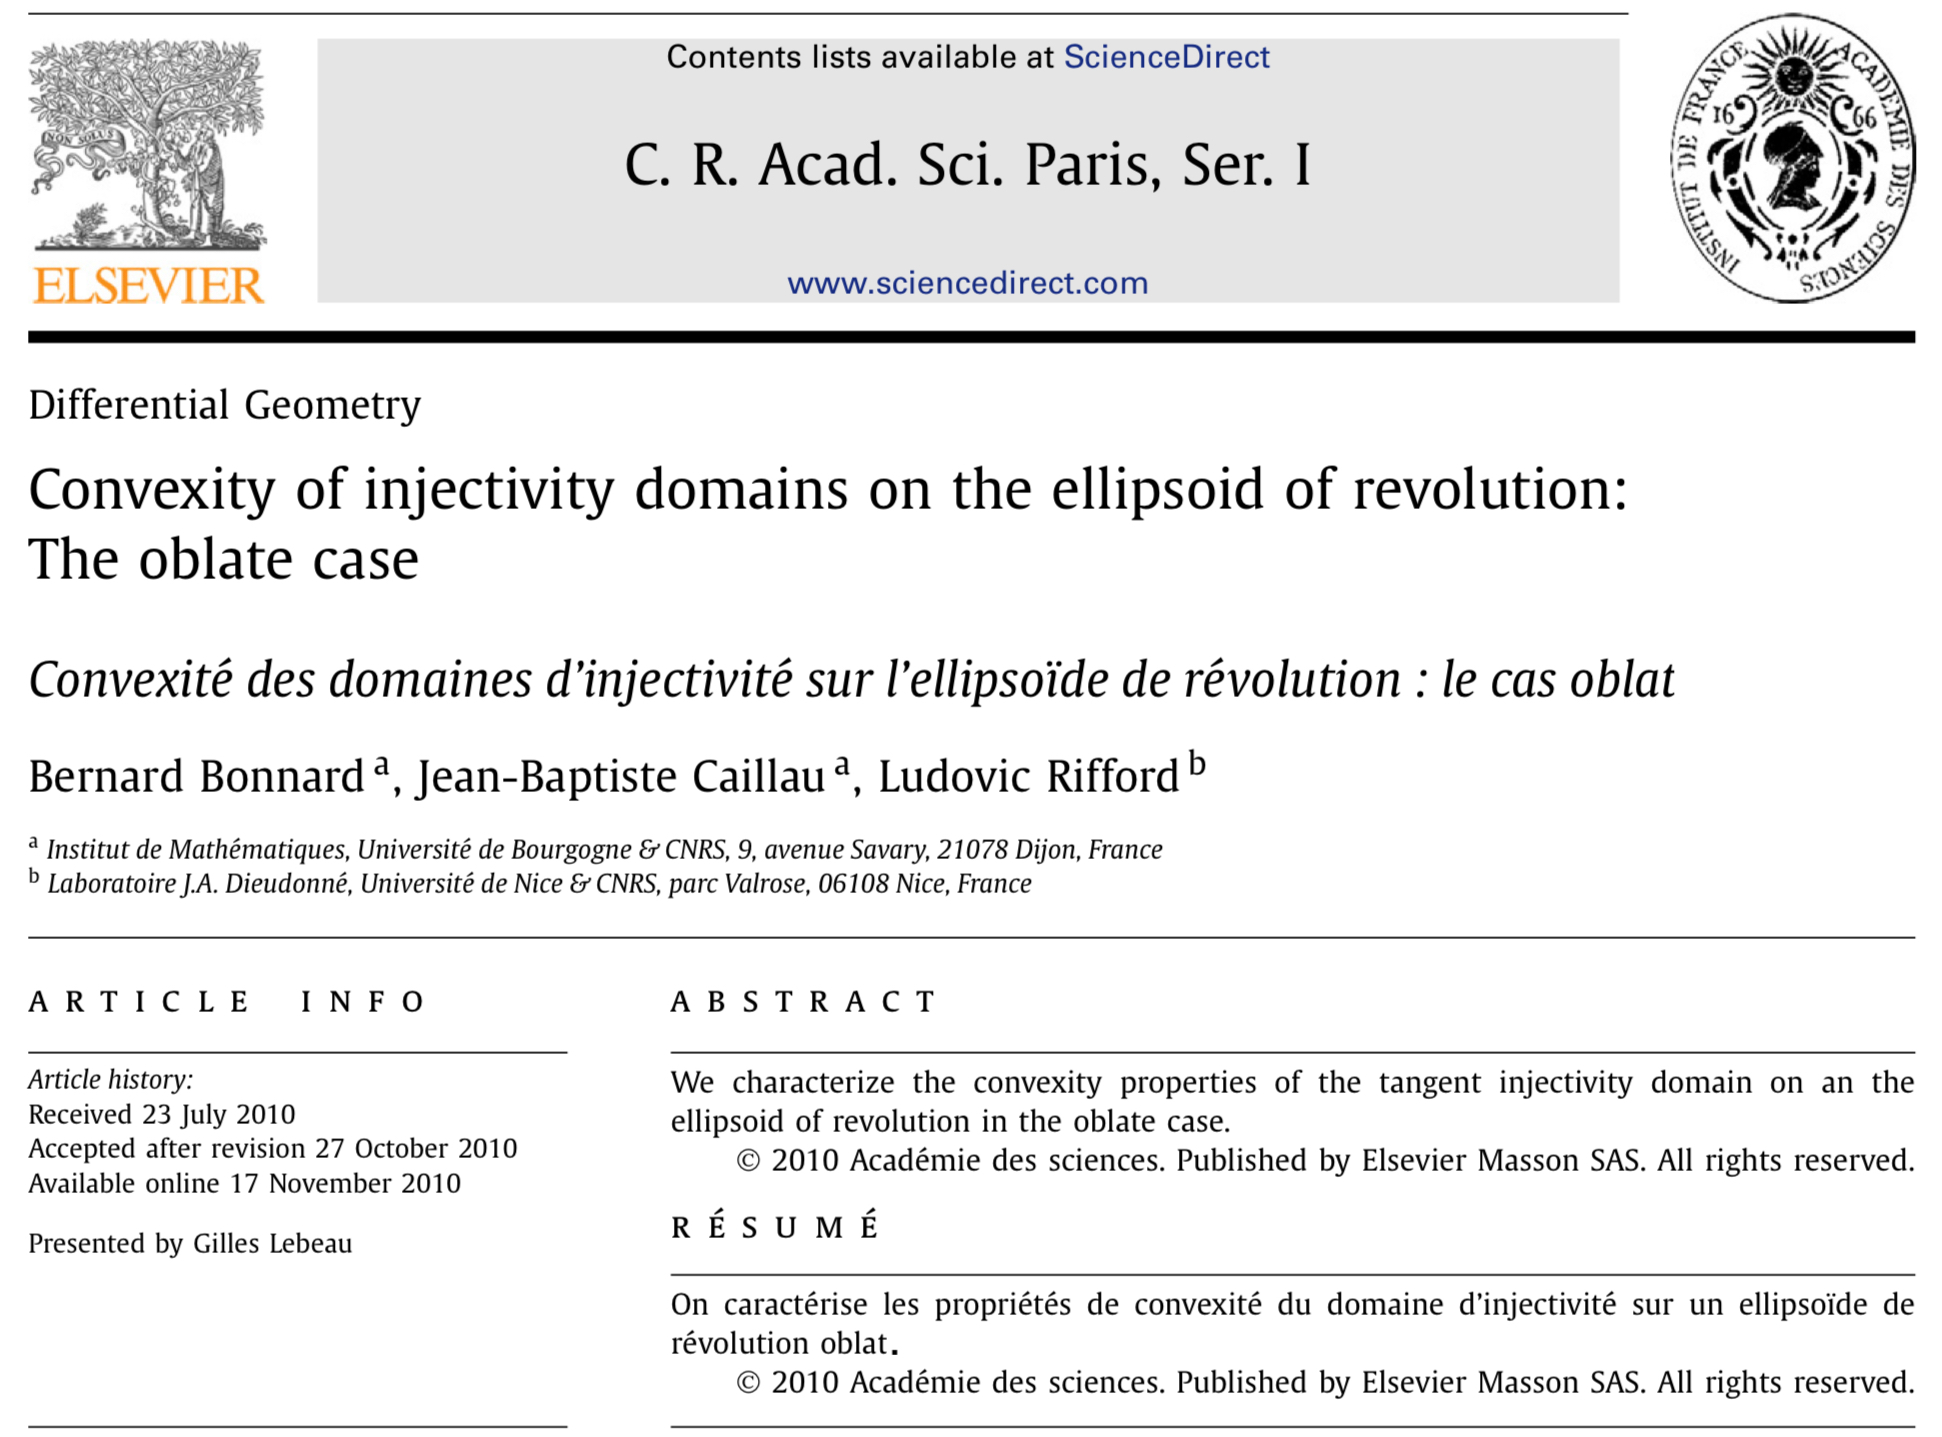 Contents lists available at ScienceDirect
C. R. Acad. Sci. Paris, Ser. I
www.sciencedirect.com
NON SOLUS
ELSEVIER
INSTITUT DE FRANCE
ACADÉMIE DES SCIENCES
1666
Differential Geometry
Convexity of injectivity domains on the ellipsoid of revolution:
The oblate case
Convexité des domaines d’injectivité sur l’ellipsoïde de révolution : le cas oblat
Bernard Bonnard a, Jean-Baptiste Caillau a, Ludovic Rifford b
a Institut de Mathématiques, Université de Bourgogne & CNRS, 9, avenue Savary, 21078 Dijon, France
b Laboratoire J.A. Dieudonné, Université de Nice & CNRS, parc Valrose, 06108 Nice, France
ARTICLE INFO
Article history:
Received 23 July 2010
Accepted after revision 27 October 2010
Available online 17 November 2010
Presented by Gilles Lebeau
ABSTRACT
We characterize the convexity properties of the tangent injectivity domain on an the
ellipsoid of revolution in the oblate case.
© 2010 Académie des sciences. Published by Elsevier Masson SAS. All rights reserved.
RÉSUMÉ
On caractérise les propriétés de convexité du domaine d’injectivité sur un ellipsoïde de
révolution oblat.
© 2010 Académie des sciences. Published by Elsevier Masson SAS. All rights reserved.